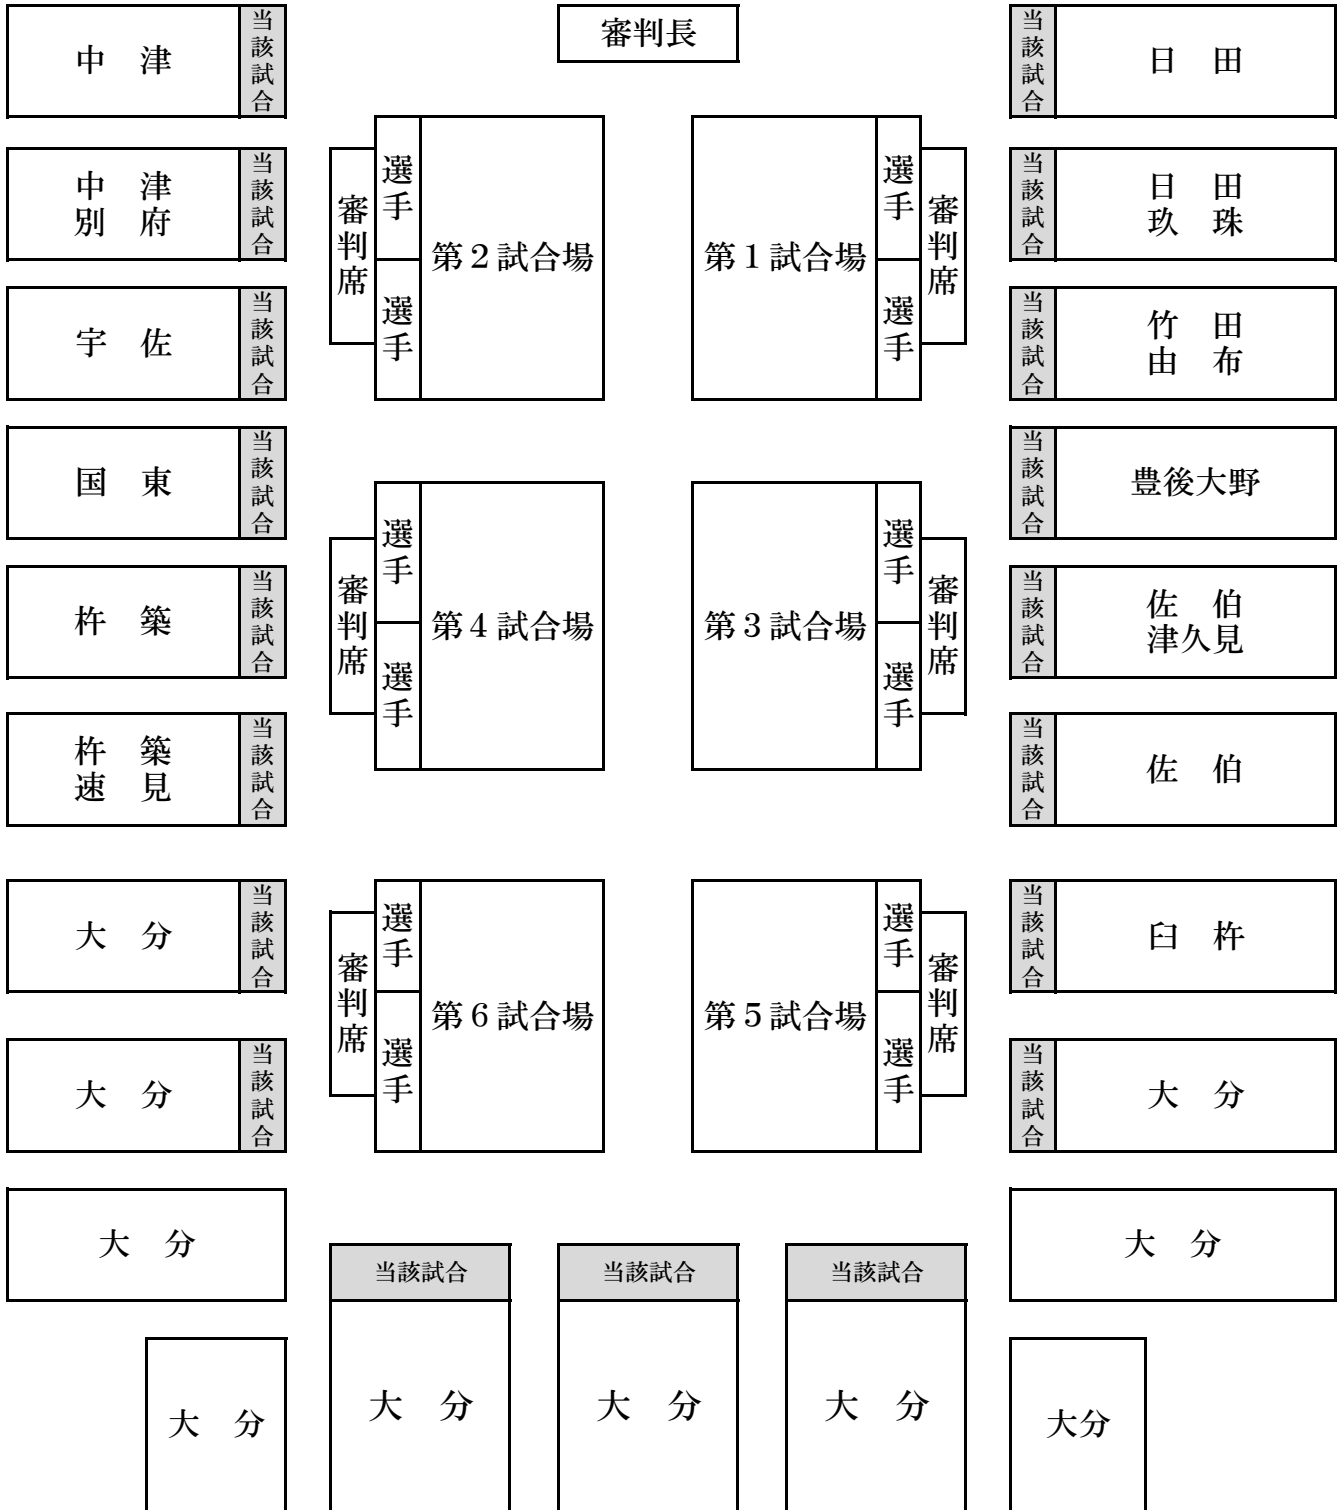 審判長
中　津
当該試合
中　津
別　府
当該試合
宇　佐
当該試合
国　東
当該試合
杵　築
当該試合
杵　築
速　見
当該試合
大　分
当該試合
大　分
当該試合
大　分
大　分
審判席
選手
選手
第２試合場
第１試合場
選手
選手
審判席
審判席
選手
選手
第４試合場
第３試合場
選手
選手
審判席
審判席
選手
選手
第６試合場
第５試合場
選手
選手
審判席
当該試合
日　田
当該試合
日　田
玖　珠
当該試合
竹　田
由　布
当該試合
豊後大野
当該試合
佐　伯
津久見
当該試合
佐　伯
当該試合
臼　杵
当該試合
大　分
大　分
当該試合
大　分
当該試合
大　分
当該試合
大　分
大分